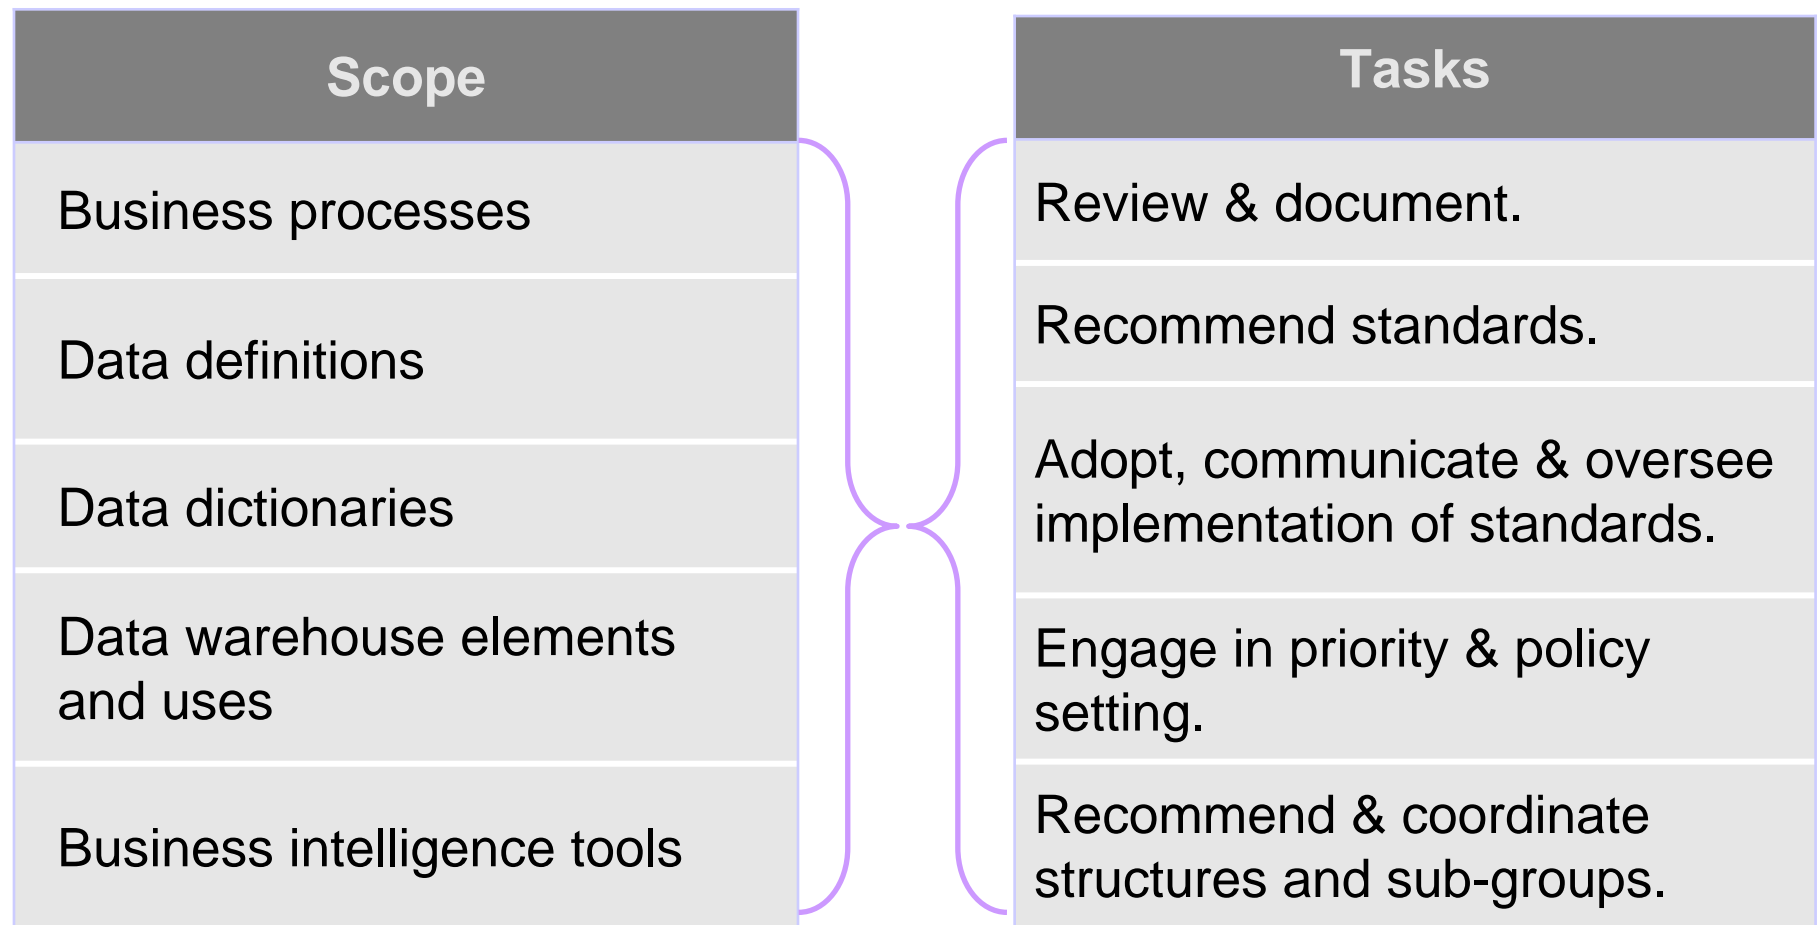 Scope
Business processes
Data definitions
Data dictionaries
Data warehouse elements
and uses
Business intelligence tools
Tasks
Review & document.
Recommend standards.
Adopt, communicate & oversee
implementation of standards.
Engage in priority & policy
setting.
Recommend & coordinate
structures and sub-groups.